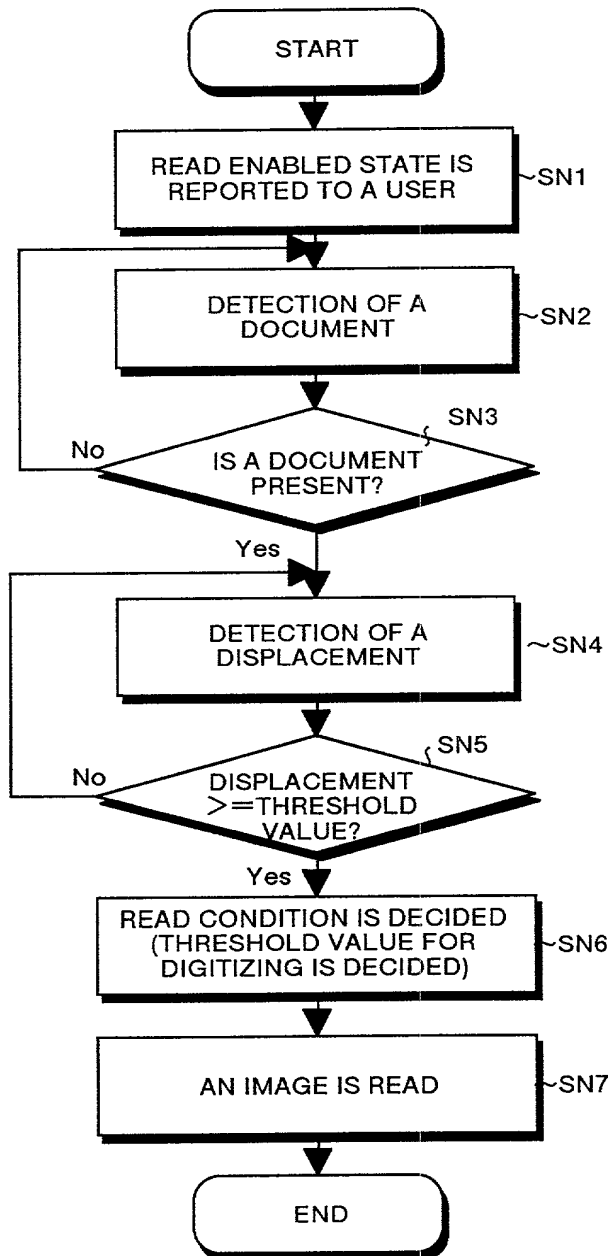 START
READ ENABLED STATE IS
REPORTED TO A USER
SN1
DETECTION OF A
DOCUMENT
SN2
SN3
No
IS A DOCUMENT
PRESENT?
Yes
DETECTION OF A
DISPLACEMENT
SN4
SN5
No
DISPLACEMENT
>=THRESHOLD
VALUE?
Yes
READ CONDITION IS DECIDED
(THRESHOLD VALUE FOR
DIGITIZING IS DECIDED)
SN6
AN IMAGE IS READ
SN7
END